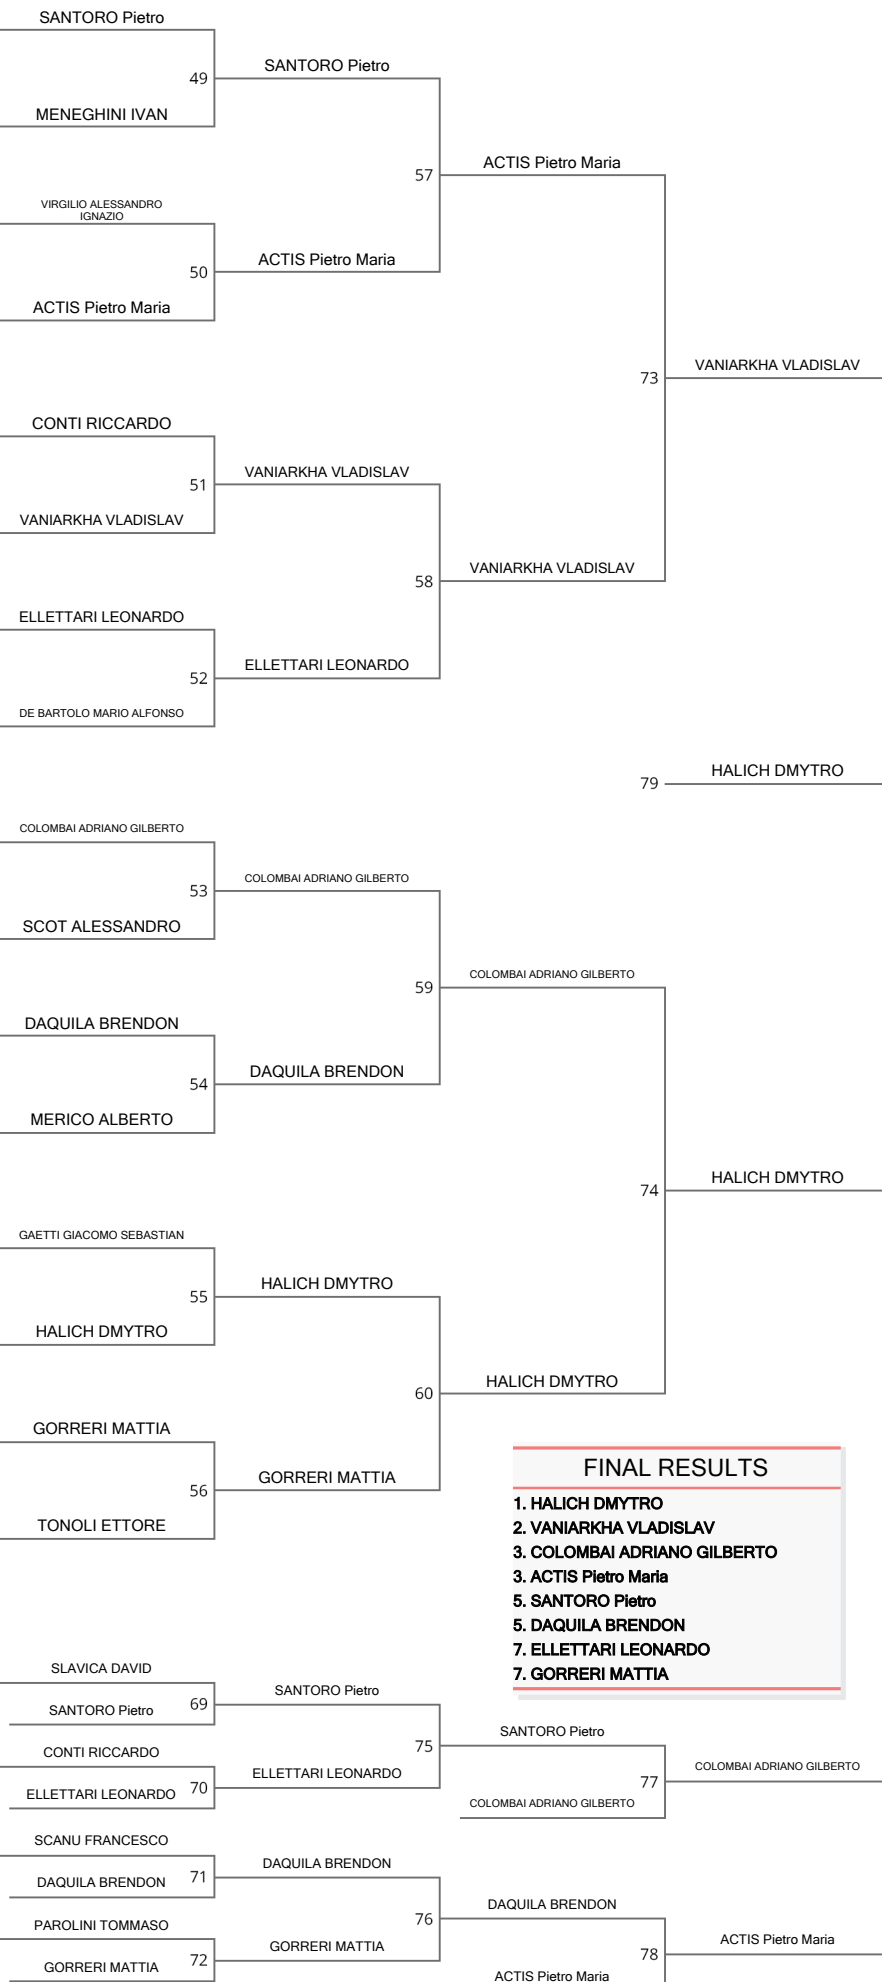 SANTORO Pietro
49
SANTORO Pietro
MENEGHINI IVAN
57
ACTIS Pietro Maria
VIRGILIO ALESSANDRO
IGNAZIO
50
ACTIS Pietro Maria
ACTIS Pietro Maria
73
VANIARKHA VLADISLAV
CONTI RICCARDO
51
VANIARKHA VLADISLAV
VANIARKHA VLADISLAV
58
VANIARKHA VLADISLAV
ELLETTARI LEONARDO
52
ELLETTARI LEONARDO
DE BARTOLO MARIO ALFONSO
79
HALICH DMYTRO
COLOMBAI ADRIANO GILBERTO
53
COLOMBAI ADRIANO GILBERTO
SCOT ALESSANDRO
59
COLOMBAI ADRIANO GILBERTO
DAQUILA BRENDON
54
DAQUILA BRENDON
MERICO ALBERTO
74
HALICH DMYTRO
GAETTI GIACOMO SEBASTIAN
55
HALICH DMYTRO
HALICH DMYTRO
60
HALICH DMYTRO
GORRERI MATTIA
56
GORRERI MATTIA
TONOLI ETTORE
FINAL RESULTS
1. HALICH DMYTRO
2. VANIARKHA VLADISLAV
3. COLOMBAI ADRIANO GILBERTO
3. ACTIS Pietro Maria
5. SANTORO Pietro
5. DAQUILA BRENDON
7. ELLETTARI LEONARDO
7. GORRERI MATTIA
SLAVICA DAVID
69
SANTORO Pietro
SANTORO Pietro
75
SANTORO Pietro
CONTI RICCARDO
70
ELLETTARI LEONARDO
ELLETTARI LEONARDO
77
COLOMBAI ADRIANO GILBERTO
COLOMBAI ADRIANO GILBERTO
SCANU FRANCESCO
71
DAQUILA BRENDON
DAQUILA BRENDON
76
DAQUILA BRENDON
PAROLINI TOMMASO
72
GORRERI MATTIA
GORRERI MATTIA
78
ACTIS Pietro Maria
ACTIS Pietro Maria